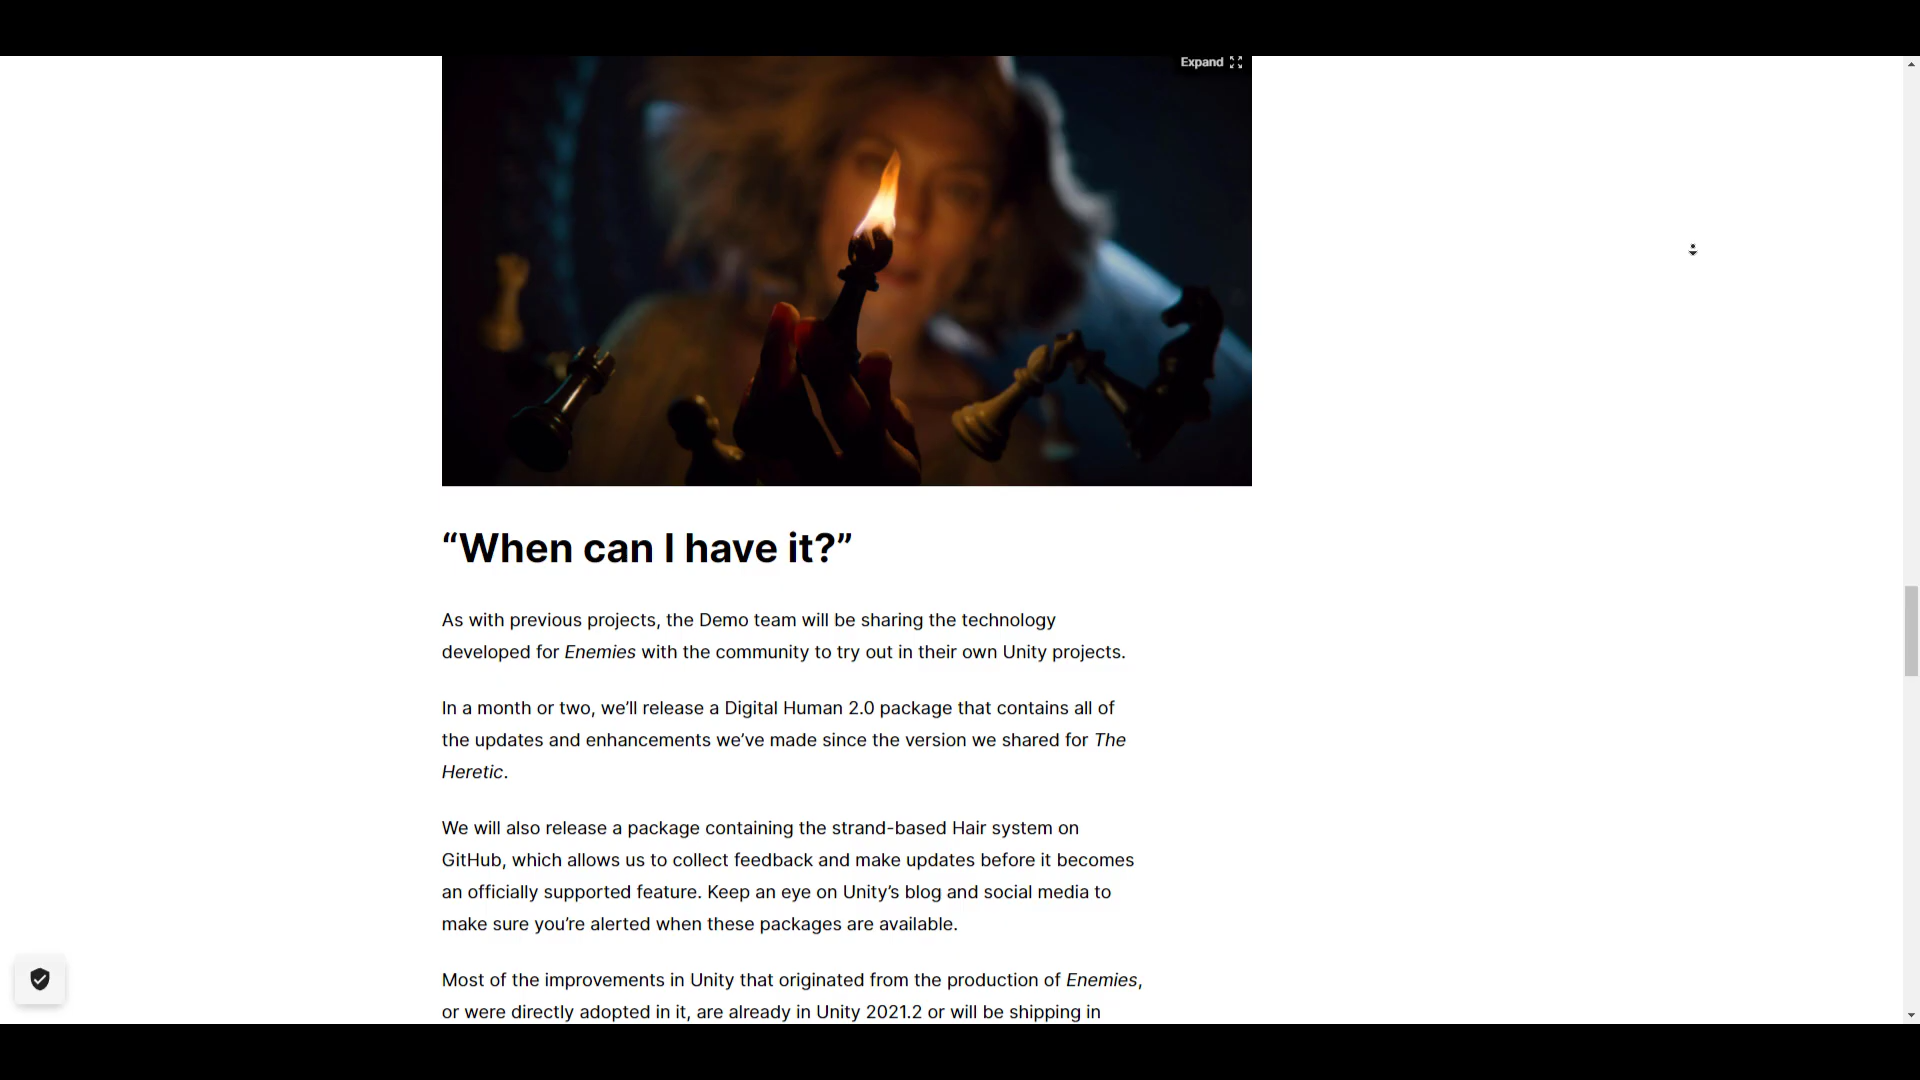 Expand
“When can I have it?”
As with previous projects, the Demo team will be sharing the technology
developed for Enemies with the community to try out in their own Unity projects.
In a month or two, we’ll release a Digital Human 2.0 package that contains all of
the updates and enhancements we’ve made since the version we shared for The
Heretic.
We will also release a package containing the strand-based Hair system on
GitHub, which allows us to collect feedback and make updates before it becomes
an officially supported feature. Keep an eye on Unity’s blog and social media to
make sure you’re alerted when these packages are available.
Most of the improvements in Unity that originated from the production of Enemies,
or were directly adopted in it, are already in Unity 2021.2 or will be shipping in